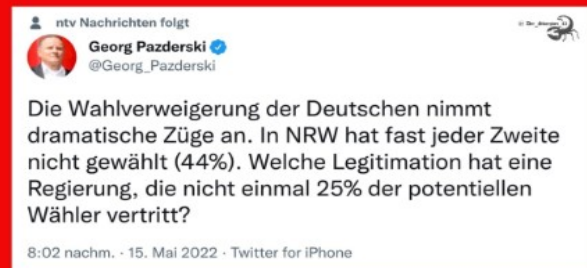 ntv Nachrichten folgt
Georg Pazderski
@Georg_Pazderski
Die Wahlverweigerung der Deutschen nimmt
dramatische Züge an. In NRW hat fast jeder Zweite
nicht gewählt (44%). Welche Legitimation hat eine
Regierung, die nicht einmal 25% der potentiellen
Wähler vertritt?
8:02 nachm. · 15. Mai 2022 · Twitter for iPhone